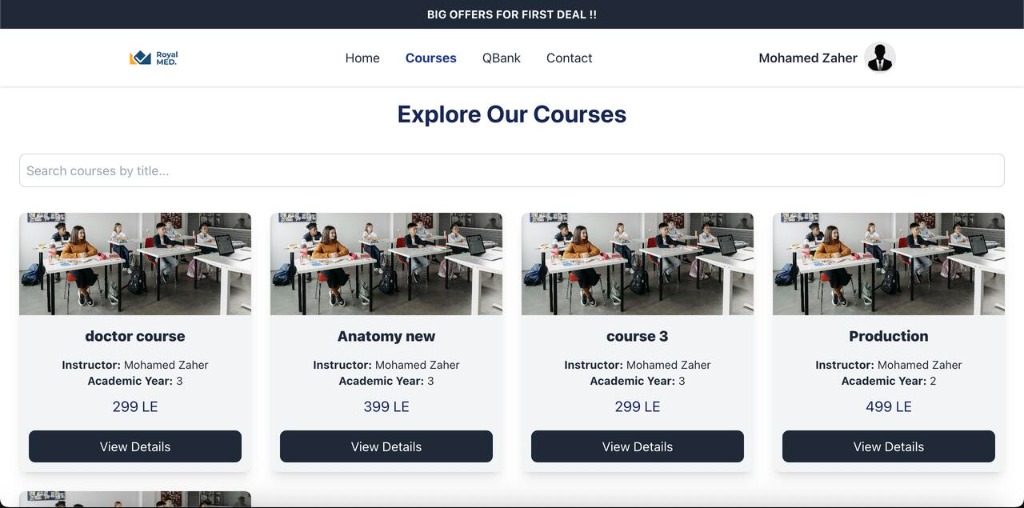 BIG OFFERS FOR FIRST DEAL !!
Royal
MED.
Home
Courses
QBank
Contact
Mohamed Zaher
Explore Our Courses
Search courses by title...
doctor course
Instructor: Mohamed Zaher
Academic Year: 3
299 LE
View Details
Anatomy new
Instructor: Mohamed Zaher
Academic Year: 3
399 LE
View Details
course 3
Instructor: Mohamed Zaher
Academic Year: 3
299 LE
View Details
Production
Instructor: Mohamed Zaher
Academic Year: 2
499 LE
View Details